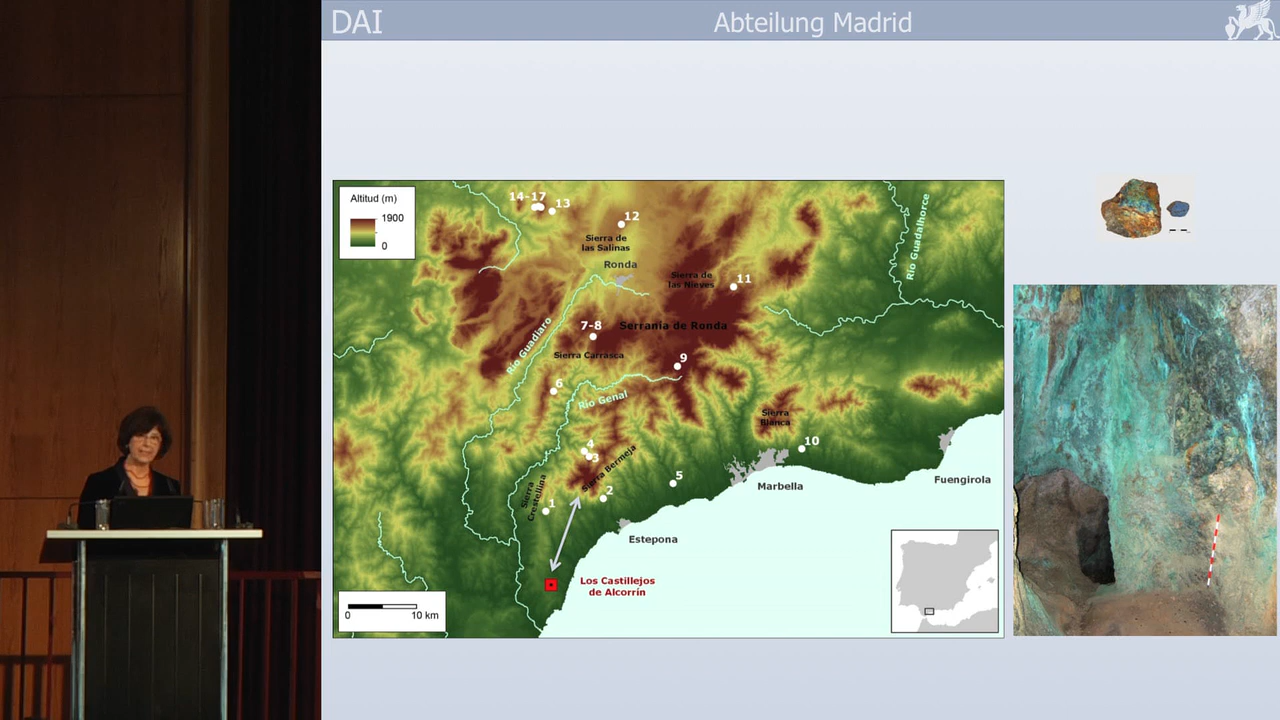 DAI
Abteilung Madrid
Altitud (m)
1900
0
14-17
13
12
Sierra de
las Salinas
Ronda
Sierra de
las Nieves
11
Río Guadalhorce
7-8
Serranía de Ronda
Río Guadiaro
Sierra Carrasca
9
6
Río Genal
Sierra
Blanca
10
4
3
Sierra Bermeja
5
Marbella
Fuengirola
Sierra
Crestellina
1
2
Estepona
Los Castillejos
de Alcorrín
0
10 km